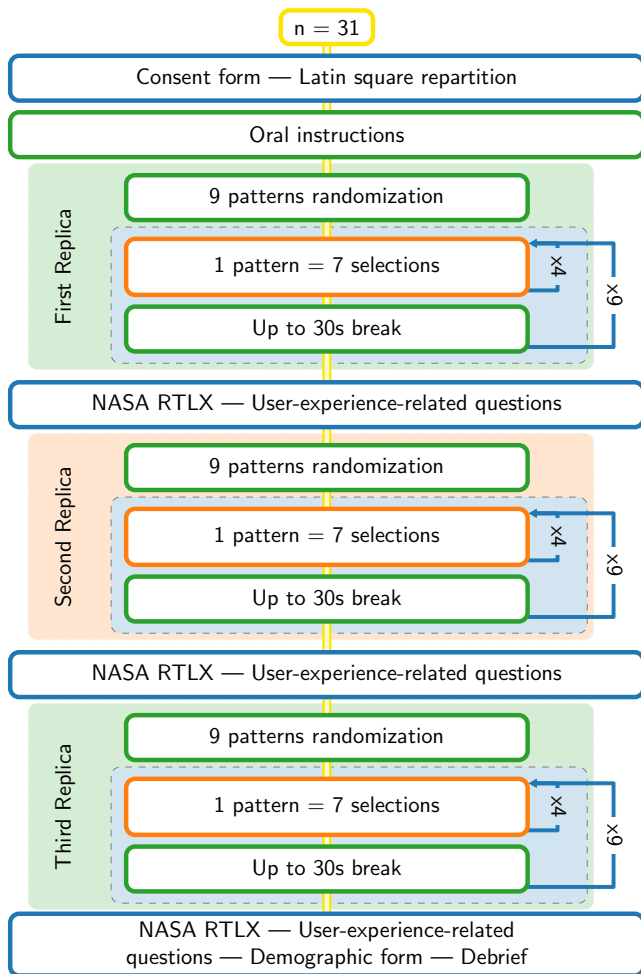 n = 31
Consent form — Latin square repartition
Oral instructions
First Replica
9 patterns randomization
1 pattern = 7 selections
×4
Up to 30s break
×9
NASA RTLX — User-experience-related questions
Second Replica
9 patterns randomization
1 pattern = 7 selections
×4
Up to 30s break
×9
NASA RTLX — User-experience-related questions
Third Replica
9 patterns randomization
1 pattern = 7 selections
×4
Up to 30s break
×9
NASA RTLX — User-experience-related
questions — Demographic form — Debrief